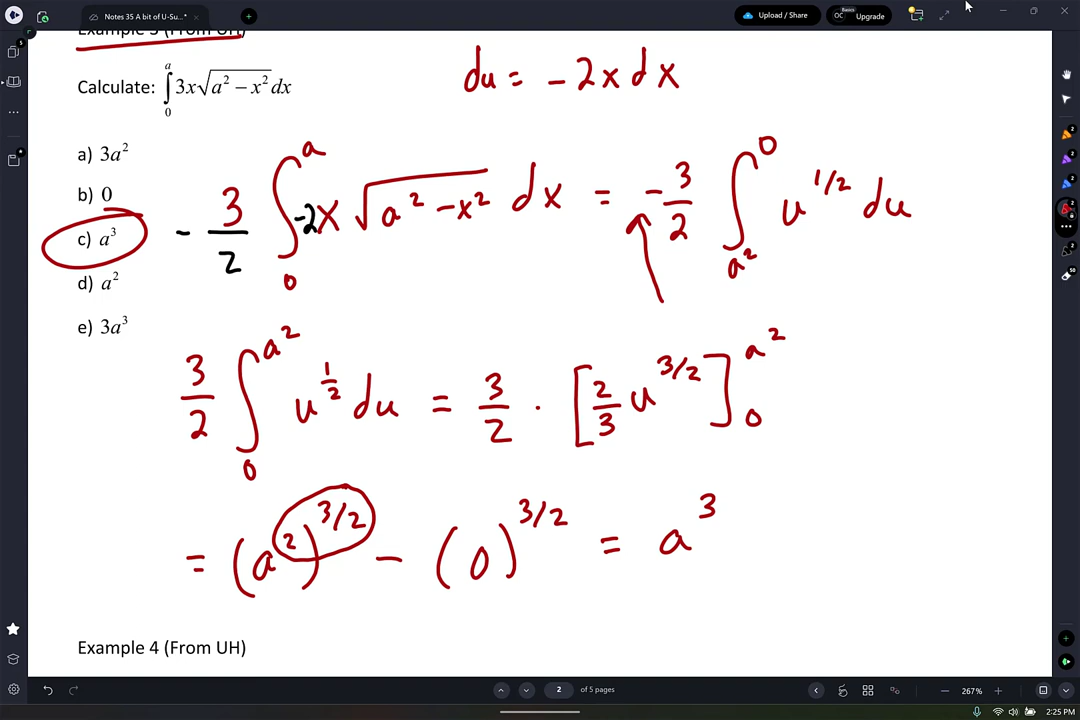 Notes 35 A bit of U-Su...*
Upload / Share
OC
Basics
Upgrade
Example 3 (From UH)
Calculate: ∫₀ᵃ 3x√(a² − x²) dx
du = −2x dx
a) 3a²
b) 0
c) a³
d) a²
e) 3a³
− 3/2 ∫₀ᵃ −2x √(a² − x²) dx = − 3/2 ∫_{a²}^{0} u^{1/2} du
3/2 ∫₀^{a²} u^{1/2} du = 3/2 · [2/3 u^{3/2}]₀^{a²}
= (a²)^{3/2} − (0)^{3/2} = a³
Example 4 (From UH)
2 of 5 pages
267%
2:25 PM